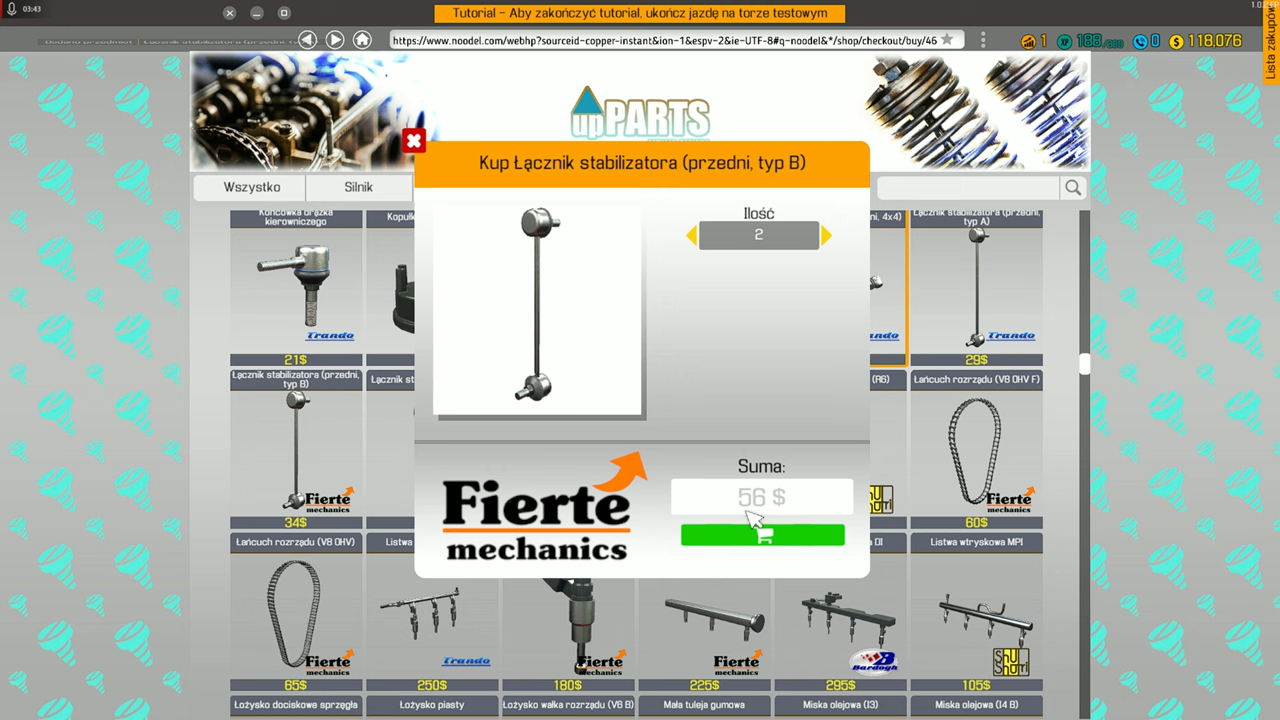 03:43
Tutorial - Aby zakończyć tutorial, ukończ jazdę na torze testowym
https://www.noodel.com/webhp?sourceid-copper-instant&ion-1&espv-2&ie-UTF-8#q-noodel&*/shop/checkout/buy/46
1
188
0
118,076
Lista zakupów
upPARTS
Kup Łącznik stabilizatora (przedni, typ B)
Wszystko
Silnik
Ilość
2
Końcówka drążka kierowniczego
Łącznik stabilizatora (przedni, typ A)
Trando
Trando
21$
29$
Łącznik stabilizatora (przedni, typ B)
(R6)
Łańcuch rozrządu (V8 OHV F)
Fierte mechanics
Fierte mechanics
34$
60$
Fierte
mechanics
Suma:
56 $
Łańcuch rozrządu (V8 OHV)
Listwa wtryskowa MPI
Fierte mechanics
Trando
Fierte mechanics
Fierte mechanics
Bardogh
65$
250$
180$
225$
295$
105$
Łożysko dociskowe sprzęgła
Łożysko piasty
Łożysko wałka rozrządu (V6 B)
Mała tuleja gumowa
Miska olejowa (I3)
Miska olejowa (I4 B)